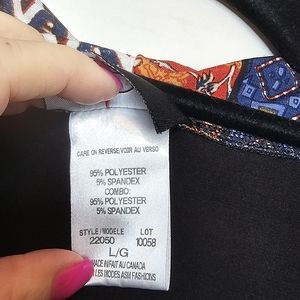 CARE ON REVERSE/VOIR AU VERSO
95% POLYESTER
5% SPANDEX
COMBO:
95% POLYESTER
5% SPANDEX
STYLE/MODÈLE LOT
22050 10058
L/G
MADE IN/FAIT AU CANADA
LES MODES ASM FASHIONS